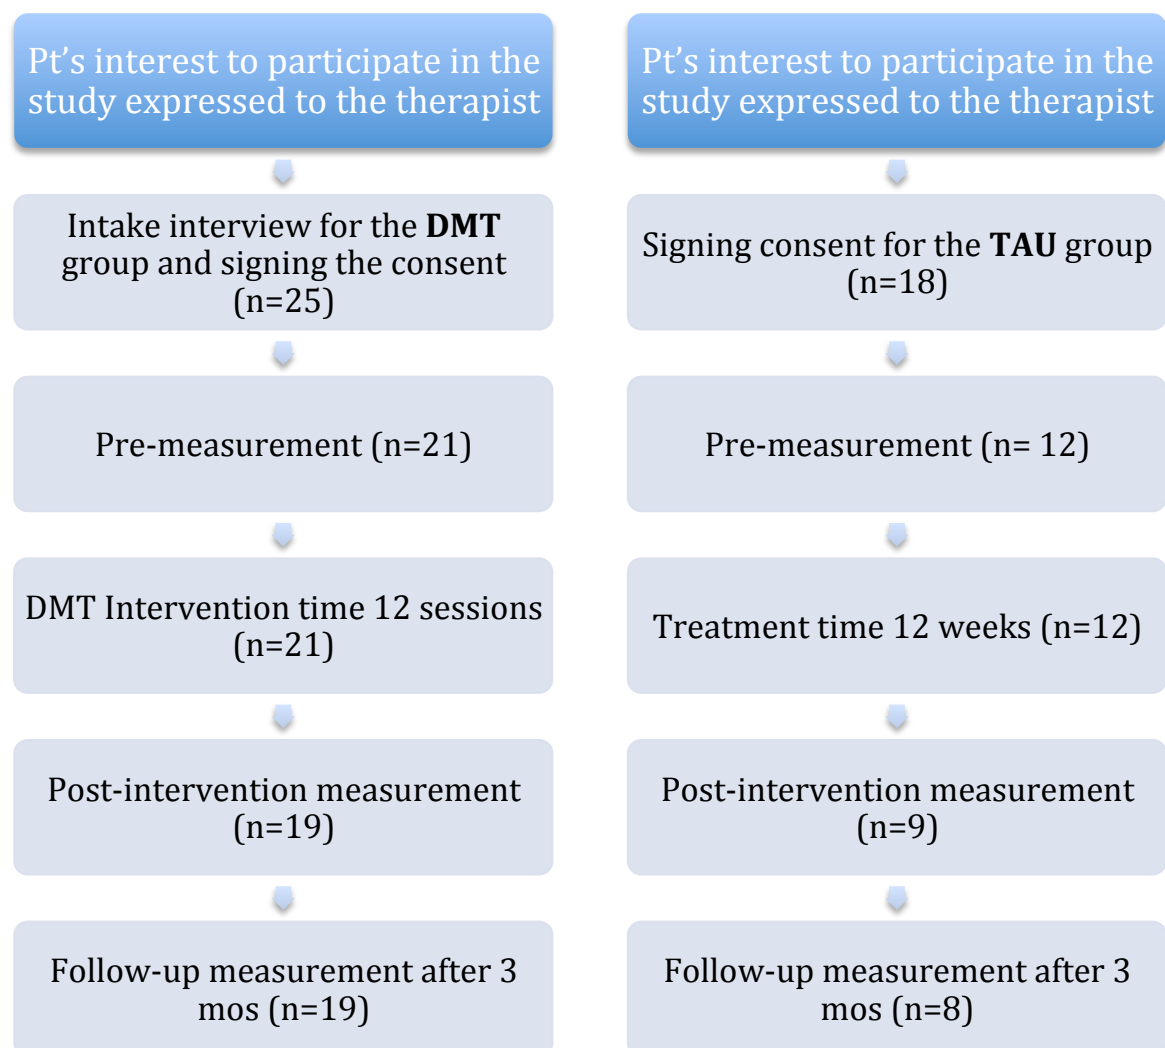 Pt’s interest to participate in the
study expressed to the therapist
Intake interview for the DMT
group and signing the consent
(n=25)
Pre-measurement (n=21)
DMT Intervention time 12 sessions
(n=21)
Post-intervention measurement
(n=19)
Follow-up measurement after 3
mos (n=19)
Pt’s interest to participate in the
study expressed to the therapist
Signing consent for the TAU group
(n=18)
Pre-measurement (n= 12)
Treatment time 12 weeks (n=12)
Post-intervention measurement
(n=9)
Follow-up measurement after 3
mos (n=8)